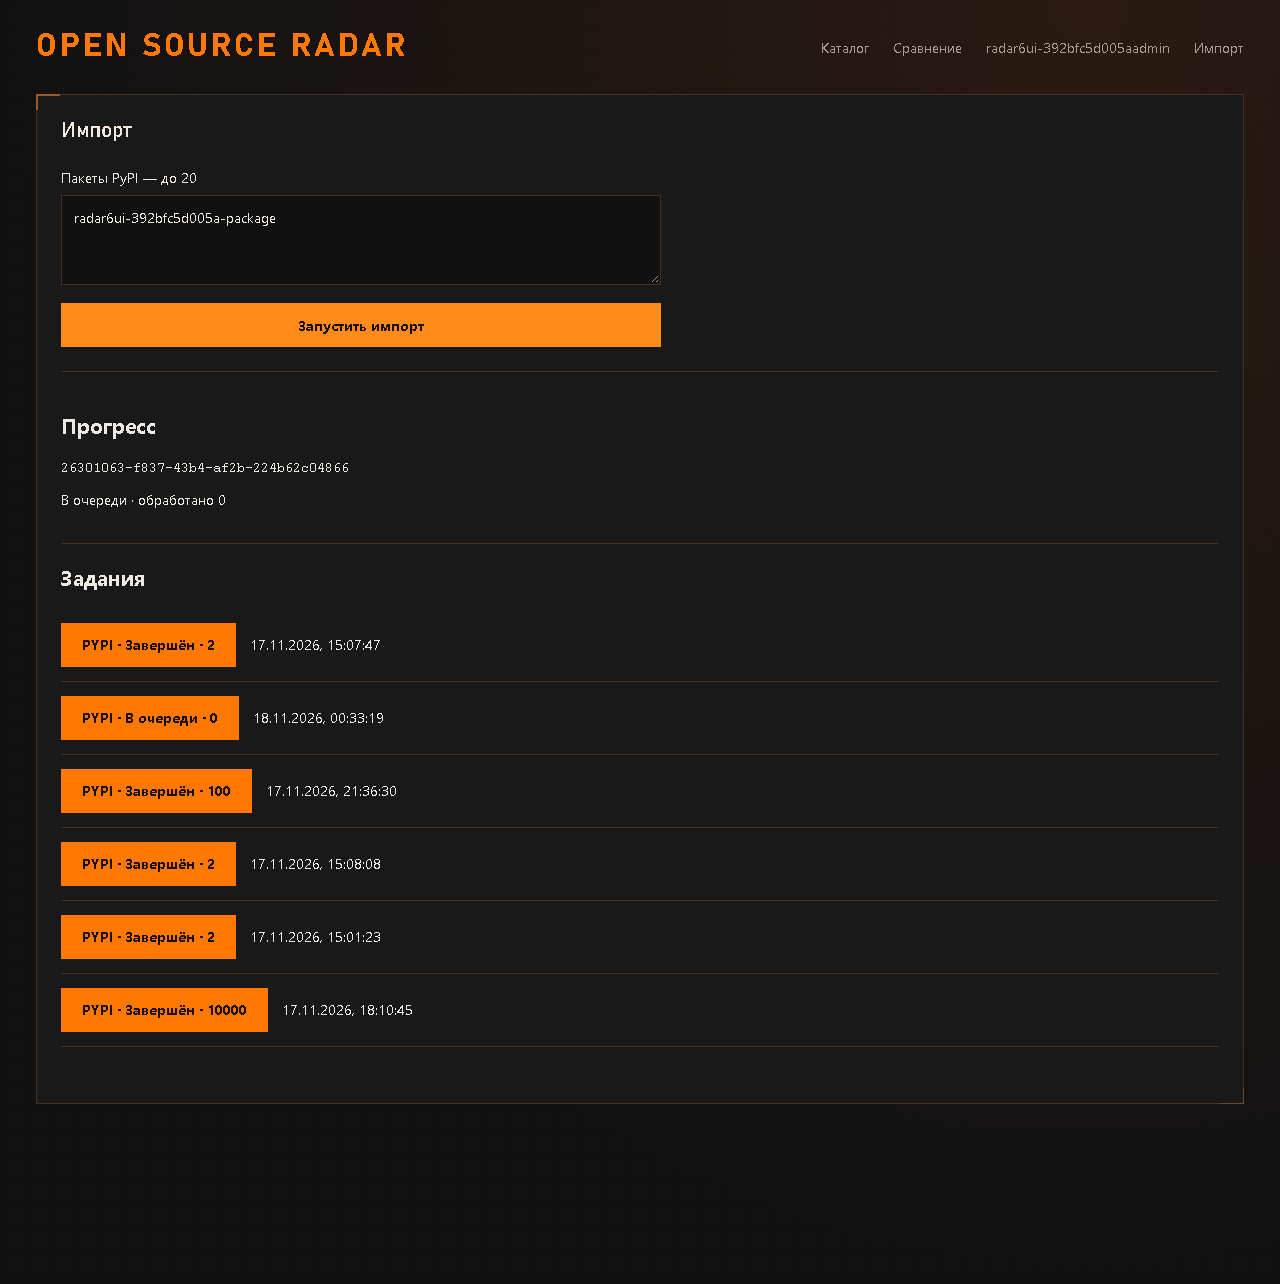 OPEN SOURCE RADAR
Каталог Сравнение radar6ui-392bfc5d005aadmin Импорт
Импорт
Пакеты PyPI — до 20
radar6ui-392bfc5d005a-package
Запустить импорт
Прогресс
26301063-f837-43b4-af2b-224b62c04866
В очереди · обработано 0
Задания
PYPI · Завершён · 2 17.11.2026, 15:07:47
PYPI · В очереди · 0 18.11.2026, 00:33:19
PYPI · Завершён · 100 17.11.2026, 21:36:30
PYPI · Завершён · 2 17.11.2026, 15:08:08
PYPI · Завершён · 2 17.11.2026, 15:01:23
PYPI · Завершён · 10000 17.11.2026, 18:10:45